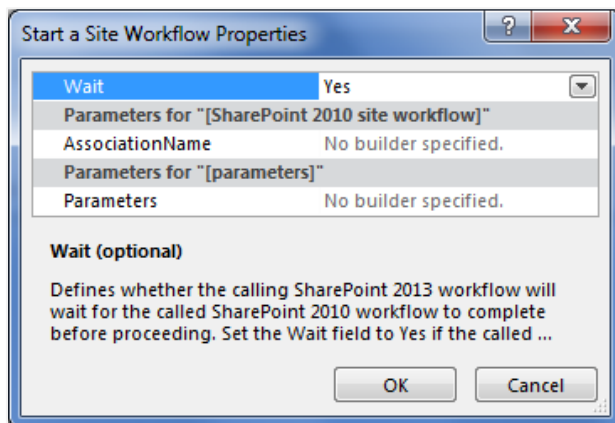 Start a Site Workflow Properties
?
Wait Yes
Parameters for "[SharePoint 2010 site workflow]"
AssociationName No builder specified.
Parameters for "[parameters]"
Parameters No builder specified.
Wait (optional)
Defines whether the calling SharePoint 2013 workflow will
wait for the called SharePoint 2010 workflow to complete
before proceeding. Set the Wait field to Yes if the called ...
OK Cancel